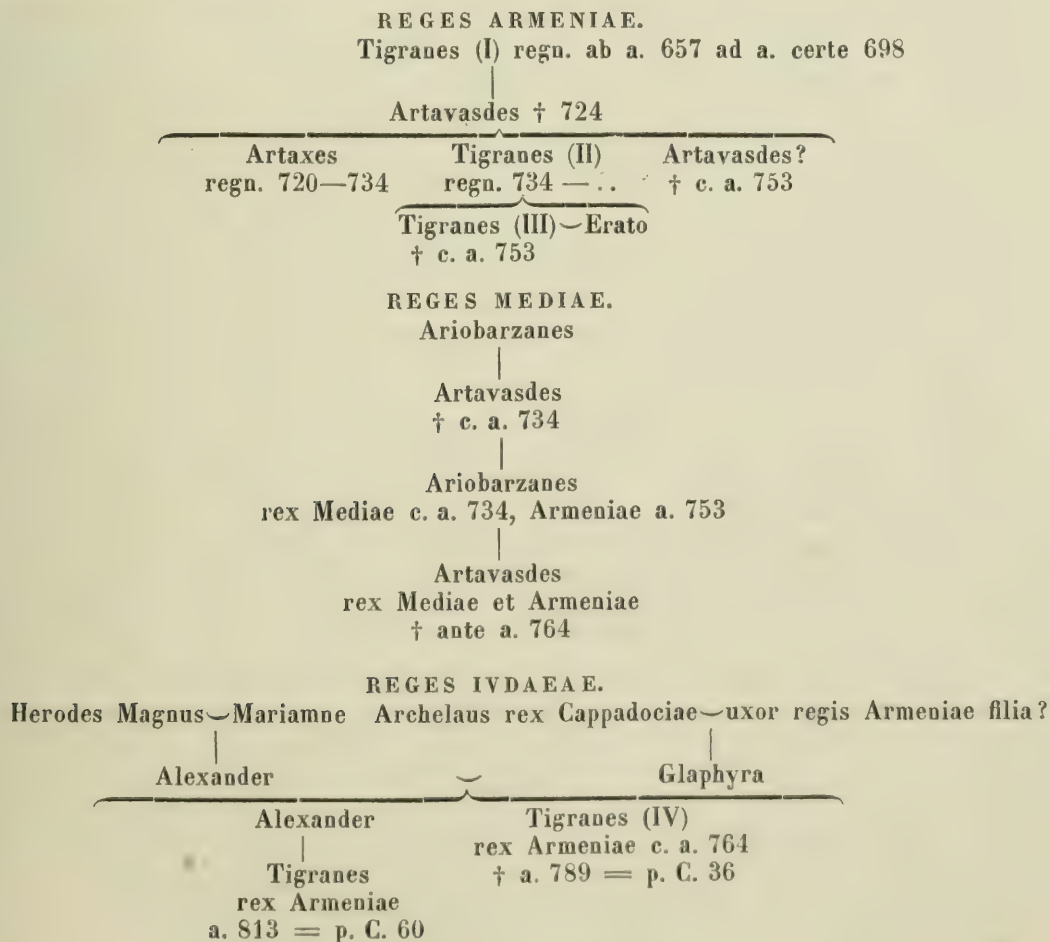 REGES ARMENIAE.
Tigranes (I) regn. ab a. 657 ad a. certe 698
Artavasdes † 724
Artaxes Tigranes (II) Artavasdes?
regn. 720—734 regn. 734 — .. † c. a. 753
Tigranes (III)⏑Erato
† c. a. 753
REGES MEDIAE.
Ariobarzanes
Artavasdes
† c. a. 734
Ariobarzanes
rex Mediae c. a. 734, Armeniae a. 753
Artavasdes
rex Mediae et Armeniae
† ante a. 764
REGES IVDAEAE.
Herodes Magnus⏑Mariamne Archelaus rex Cappadociae⏑uxor regis Armeniae filia?
Alexander ⏑ Glaphyra
Alexander Tigranes (IV)
rex Armeniae c. a. 764
Tigranes † a. 789 = p. C. 36
rex Armeniae
a. 813 = p. C. 60